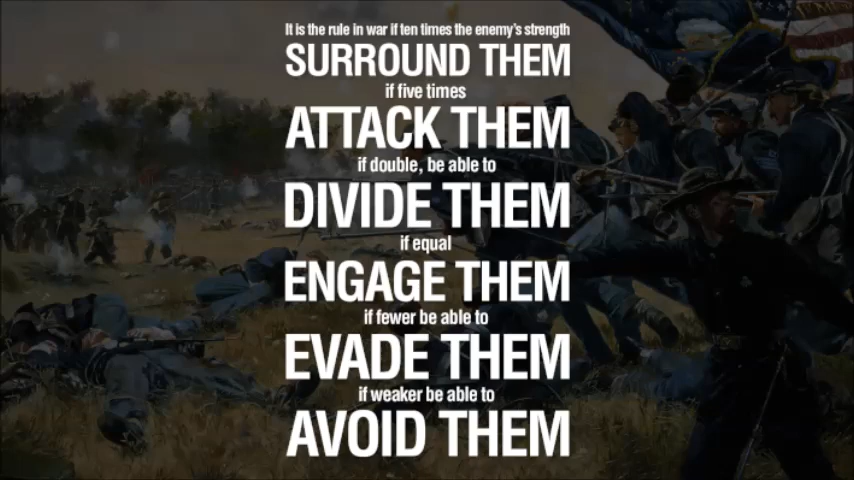 It is the rule in war if ten times the enemy's strength
SURROUND THEM
if five times
ATTACK THEM
if double, be able to
DIVIDE THEM
if equal
ENGAGE THEM
if fewer be able to
EVADE THEM
if weaker be able to
AVOID THEM